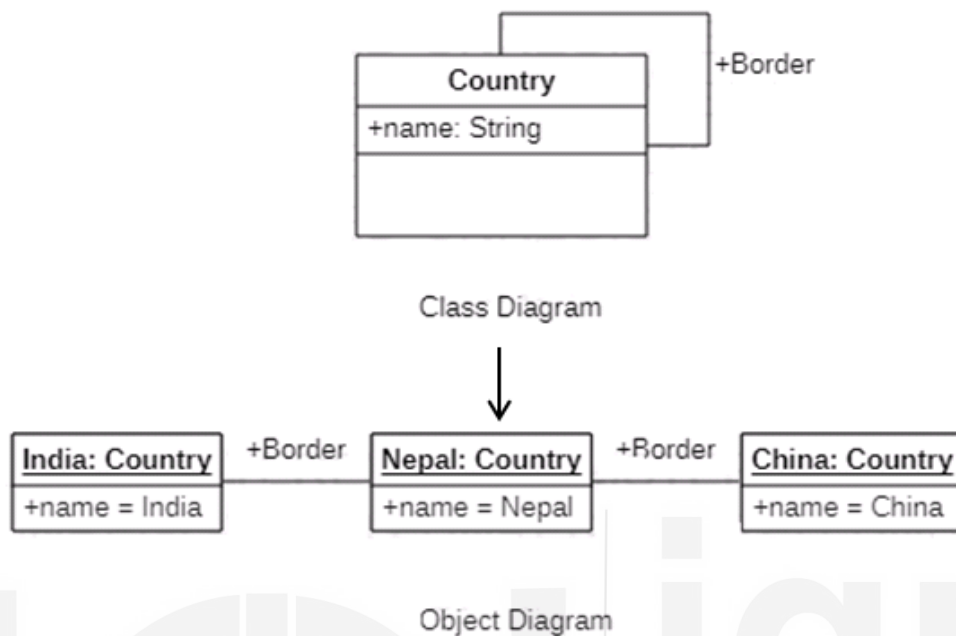 +Border
Country
+name: String
Class Diagram
India: Country
+Border
Nepal: Country
+Border
China: Country
+name = India
+name = Nepal
+name = China
Object Diagram